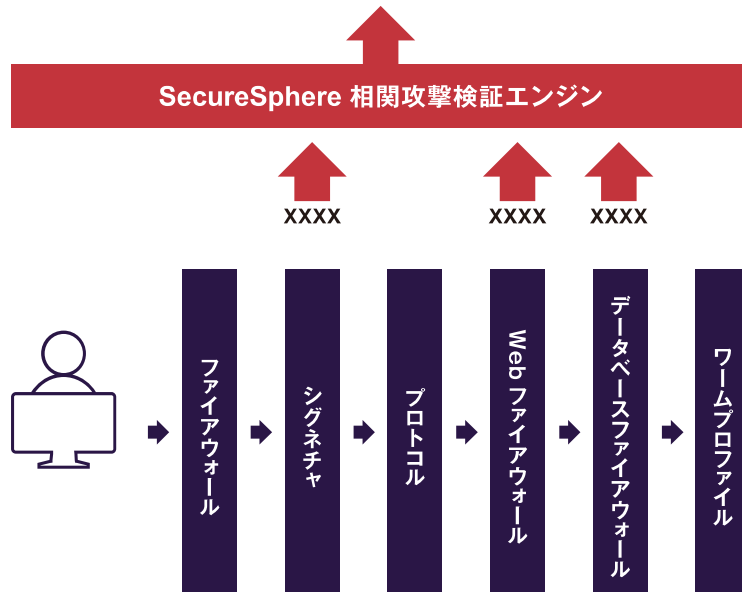 SecureSphere 相関攻撃検証エンジン
XXXX
XXXX
XXXX
ファイアウォール
シグネチャ
プロトコル
Web ファイアウォール
データベースファイアウォール
ワームプロファイル